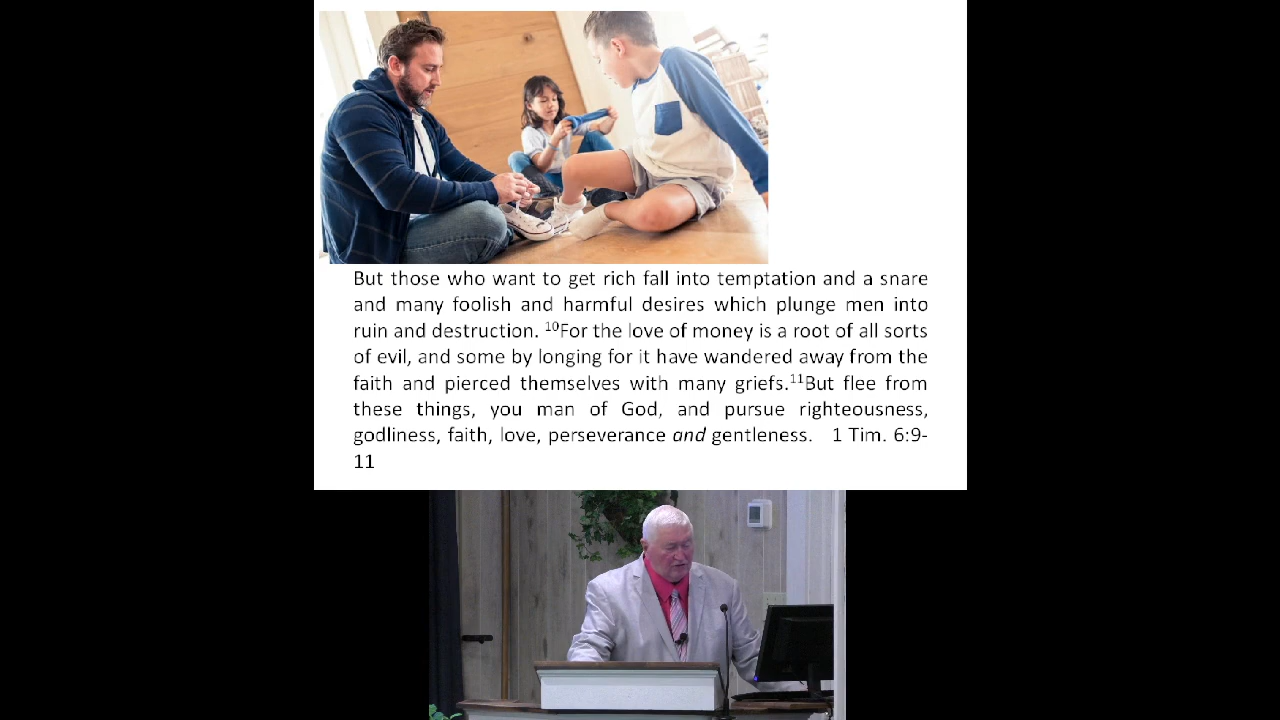 But those who want to get rich fall into temptation and a snare
and many foolish and harmful desires which plunge men into
ruin and destruction. ¹⁰For the love of money is a root of all sorts
of evil, and some by longing for it have wandered away from the
faith and pierced themselves with many griefs.¹¹But flee from
these things, you man of God, and pursue righteousness,
godliness, faith, love, perseverance and gentleness. 1 Tim. 6:9-
11